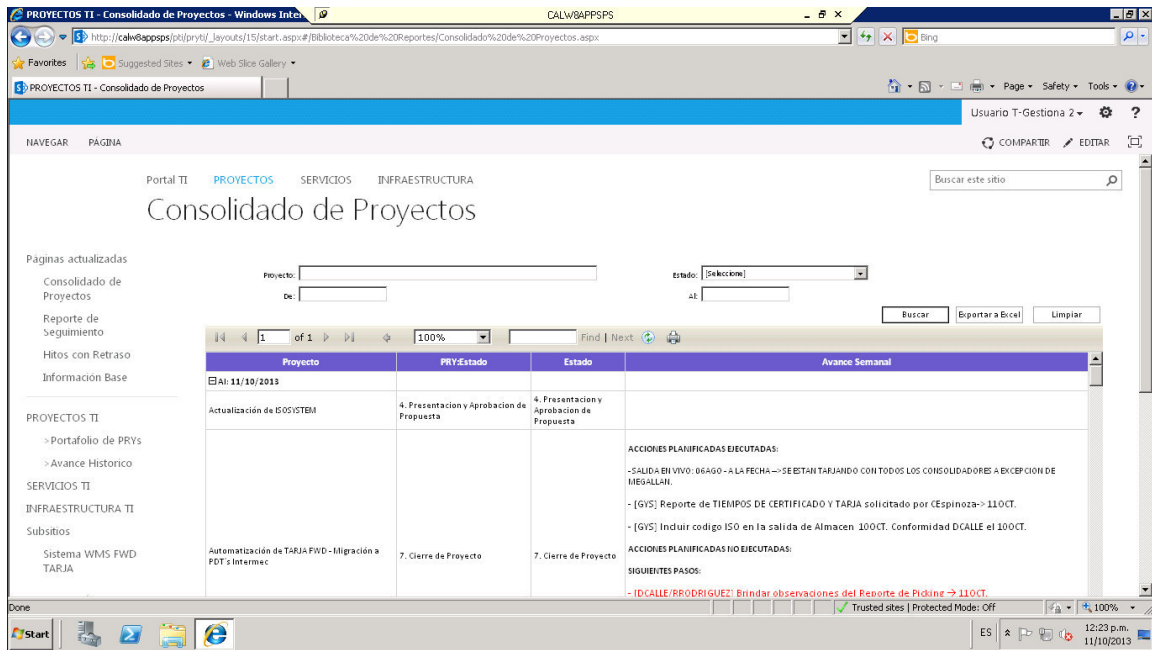 PROYECTOS TI - Consolidado de Proyectos - Windows Inter
CALW8APPSPS
http://calw8appsps/pti/pryti/_layouts/15/start.aspx#/Biblioteca%20de%20Reportes/Consolidado%20de%20Proyectos.aspx
Bing
Favorites
Suggested Sites
Web Slice Gallery
PROYECTOS TI - Consolidado de Proyectos
Page
Safety
Tools
Usuario T-Gestiona 2
?
NAVEGAR
PÁGINA
COMPARTIR
EDITAR
Portal TI
PROYECTOS
SERVICIOS
INFRAESTRUCTURA
Buscar este sitio
Consolidado de Proyectos
Páginas actualizadas
Consolidado de
Proyectos
Reporte de
Seguimiento
Hitos con Retraso
Información Base
PROYECTOS TI
>Portafolio de PRYs
>Avance Historico
SERVICIOS TI
INFRAESTRUCTURA TI
Subsitios
Sistema WMS FWD
TARJA
Proyecto:
Estado: [Seleccione]
De:
Al:
Buscar
Exportar a Excel
Limpiar
1 of 1
100%
Find | Next
Proyecto
PRY:Estado
Estado
Avance Semanal
Al: 11/10/2013
Actualización de ISOSYSTEM
4. Presentacion y Aprobacion de
Propuesta
4. Presentacion y
Aprobacion de
Propuesta
Automatización de TARJA FWD - Migración a
PDT´s Intermec
7. Cierre de Proyecto
7. Cierre de Proyecto
ACCIONES PLANIFICADAS EJECUTADAS:
-SALIDA EN VIVO: 06AGO - A LA FECHA -->SE ESTAN TARJANDO CON TODOS LOS CONSOLIDADORES A EXCEPCION DE
MEGALLAN.
- [GYS] Reporte de TIEMPOS DE CERTIFICADO Y TARJA solicitado por CEspinoza-> 11OCT.
- [GYS] Incluir codigo ISO en la salida de Almacen 10OCT. Conformidad DCALLE el 10OCT.
ACCIONES PLANIFICADAS NO EJECUTADAS:
SIGUIENTES PASOS:
- [DCALLE/RRODRIGUEZ] Brindar observaciones del Reporte de Picking → 11OCT.
Done
Trusted sites | Protected Mode: Off
100%
Start
ES
12:23 p.m.
11/10/2013